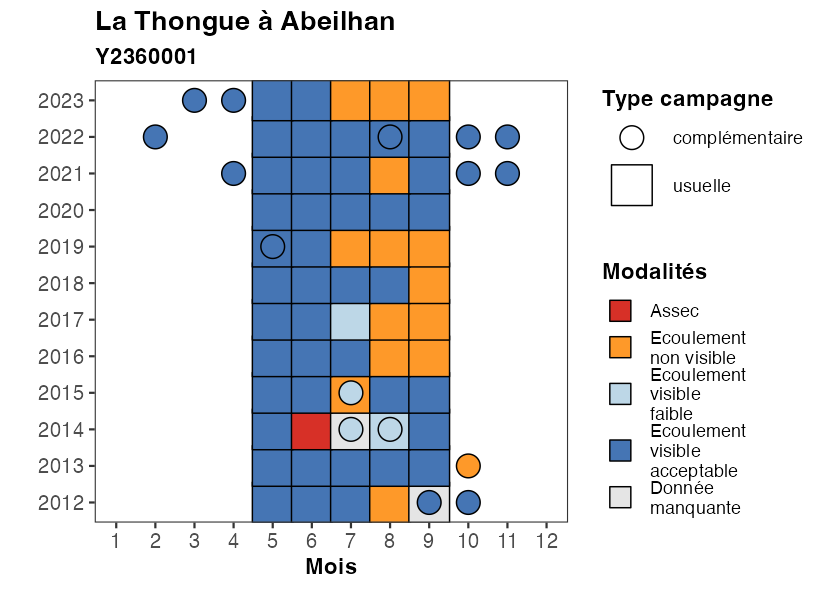 La Thongue à Abeilhan
Y2360001
2023
2022
2021
2020
2019
2018
2017
2016
2015
2014
2013
2012
1 2 3 4 5 6 7 8 9 10 11 12
Mois
Type campagne
complémentaire
usuelle
Modalités
Assec
Ecoulement
non visible
Ecoulement
visible
faible
Ecoulement
visible
acceptable
Donnée
manquante